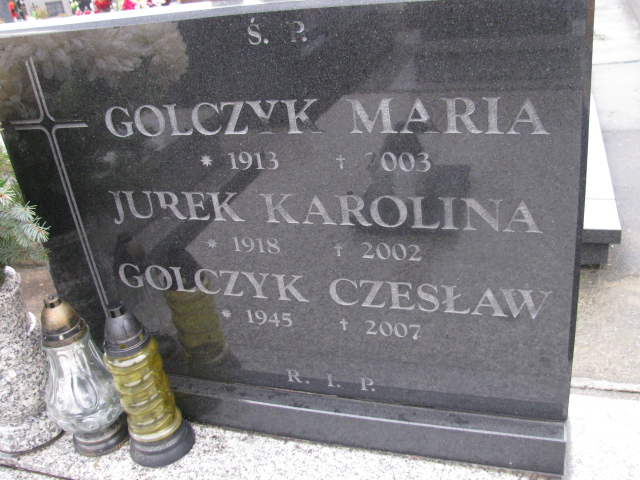 Ś. P.
GOLCZYK MARIA
* 1913 † 2003
JUREK KAROLINA
* 1918 † 2002
GOLCZYK CZESŁAW
* 1945 † 2007
R. I. P.